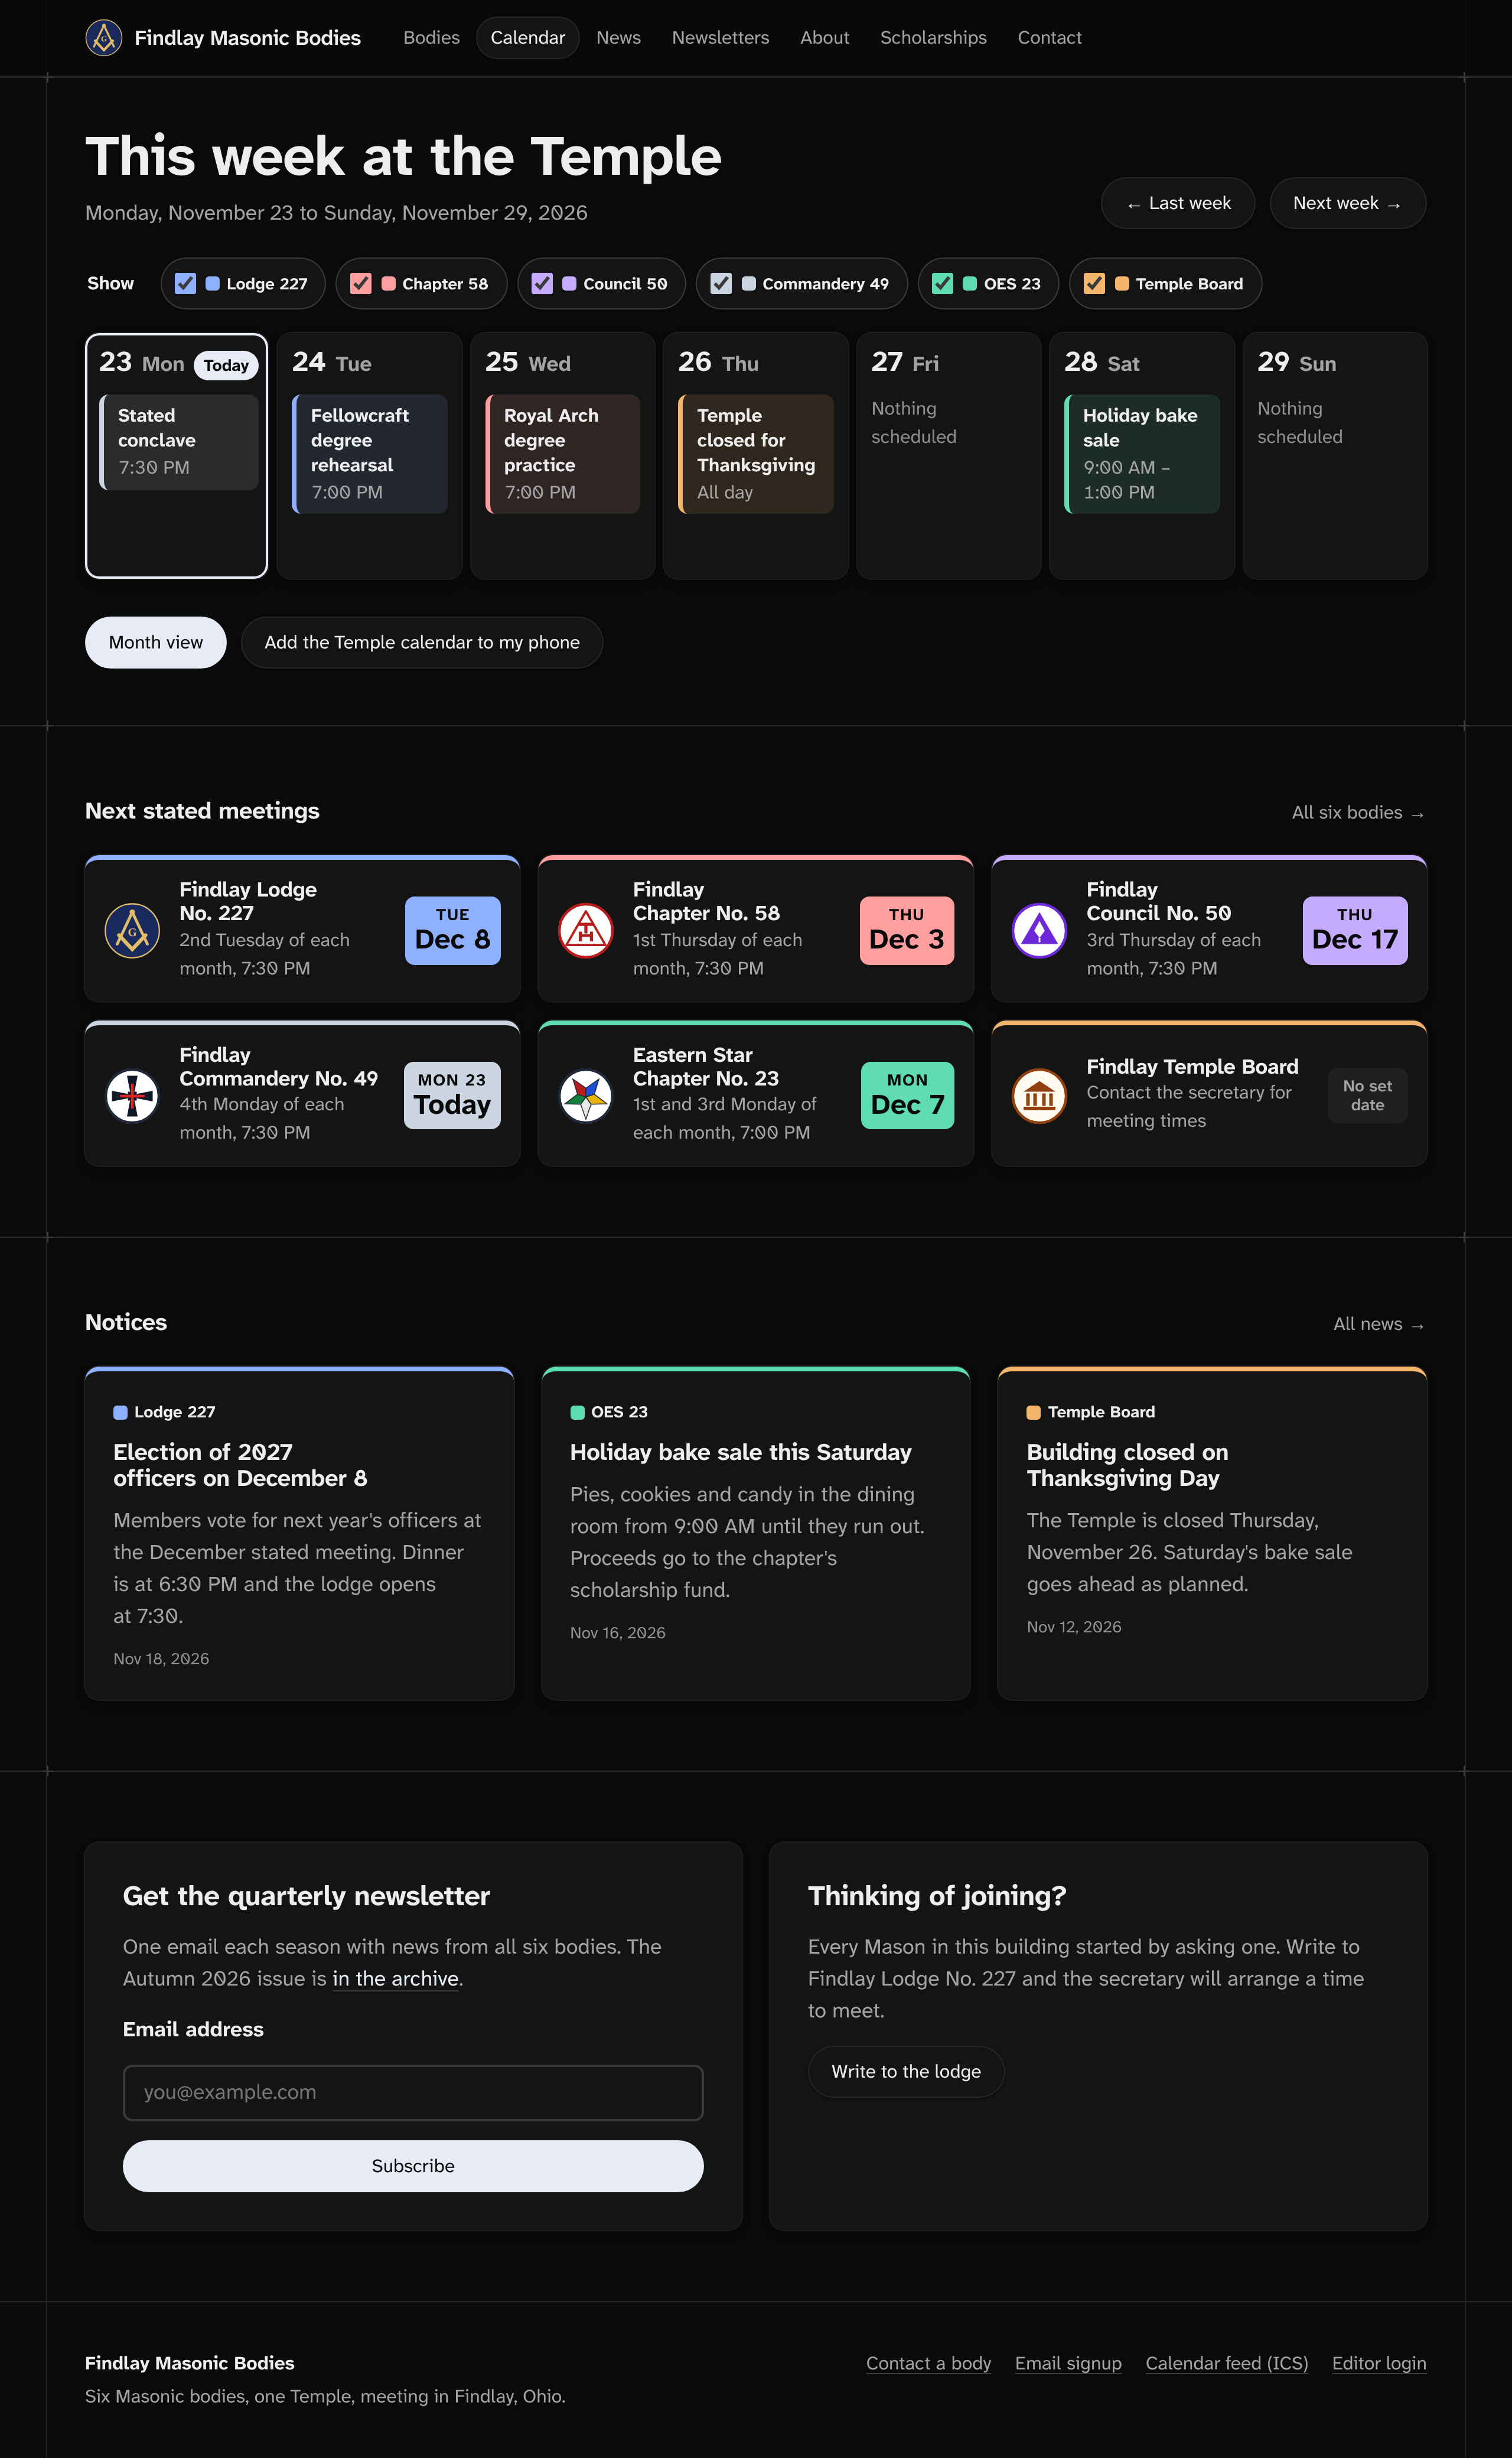 Findlay Masonic Bodies
Bodies
Calendar
News
Newsletters
About
Scholarships
Contact
This week at the Temple
Monday, November 23 to Sunday, November 29, 2026
← Last week
Next week →
Show
Lodge 227
Chapter 58
Council 50
Commandery 49
OES 23
Temple Board
23 Mon Today
Stated
conclave
7:30 PM
24 Tue
Fellowcraft
degree
rehearsal
7:00 PM
25 Wed
Royal Arch
degree
practice
7:00 PM
26 Thu
Temple
closed for
Thanksgiving
All day
27 Fri
Nothing
scheduled
28 Sat
Holiday bake
sale
9:00 AM –
1:00 PM
29 Sun
Nothing
scheduled
Month view
Add the Temple calendar to my phone
Next stated meetings
All six bodies →
G
Findlay Lodge
No. 227
2nd Tuesday of each
month, 7:30 PM
TUE
Dec 8
Findlay
Chapter No. 58
1st Thursday of each
month, 7:30 PM
THU
Dec 3
Findlay
Council No. 50
3rd Thursday of each
month, 7:30 PM
THU
Dec 17
Findlay
Commandery No. 49
4th Monday of each
month, 7:30 PM
MON 23
Today
Eastern Star
Chapter No. 23
1st and 3rd Monday of
each month, 7:00 PM
MON
Dec 7
Findlay Temple Board
Contact the secretary for
meeting times
No set
date
Notices
All news →
Lodge 227
Election of 2027
officers on December 8
Members vote for next year's officers at
the December stated meeting. Dinner
is at 6:30 PM and the lodge opens
at 7:30.
Nov 18, 2026
OES 23
Holiday bake sale this Saturday
Pies, cookies and candy in the dining
room from 9:00 AM until they run out.
Proceeds go to the chapter's
scholarship fund.
Nov 16, 2026
Temple Board
Building closed on
Thanksgiving Day
The Temple is closed Thursday,
November 26. Saturday's bake sale
goes ahead as planned.
Nov 12, 2026
Get the quarterly newsletter
One email each season with news from all six bodies. The
Autumn 2026 issue is in the archive.
Email address
you@example.com
Subscribe
Thinking of joining?
Every Mason in this building started by asking one. Write to
Findlay Lodge No. 227 and the secretary will arrange a time
to meet.
Write to the lodge
Findlay Masonic Bodies
Six Masonic bodies, one Temple, meeting in Findlay, Ohio.
Contact a body
Email signup
Calendar feed (ICS)
Editor login